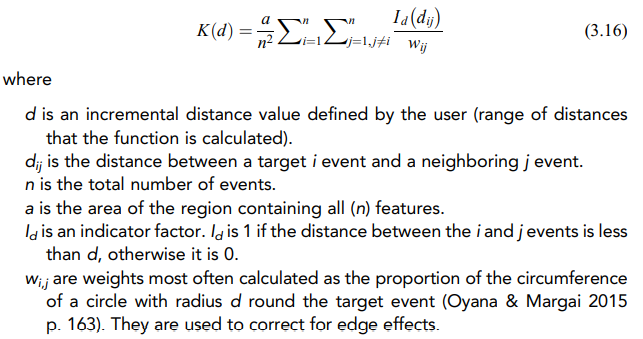 K(d) = \frac{a}{n^2} \sum_{i=1}^{n} \sum_{j=1,j\neq i}^{n} \frac{I_d(d_{ij})}{w_{ij}} (3.16)
where
d is an incremental distance value defined by the user (range of distances
that the function is calculated).
d_{ij} is the distance between a target i event and a neighboring j event.
n is the total number of events.
a is the area of the region containing all (n) features.
I_d is an indicator factor. I_d is 1 if the distance between the i and j events is less
than d, otherwise it is 0.
w_{i,j} are weights most often calculated as the proportion of the circumference
of a circle with radius d round the target event (Oyana & Margai 2015
p. 163). They are used to correct for edge effects.